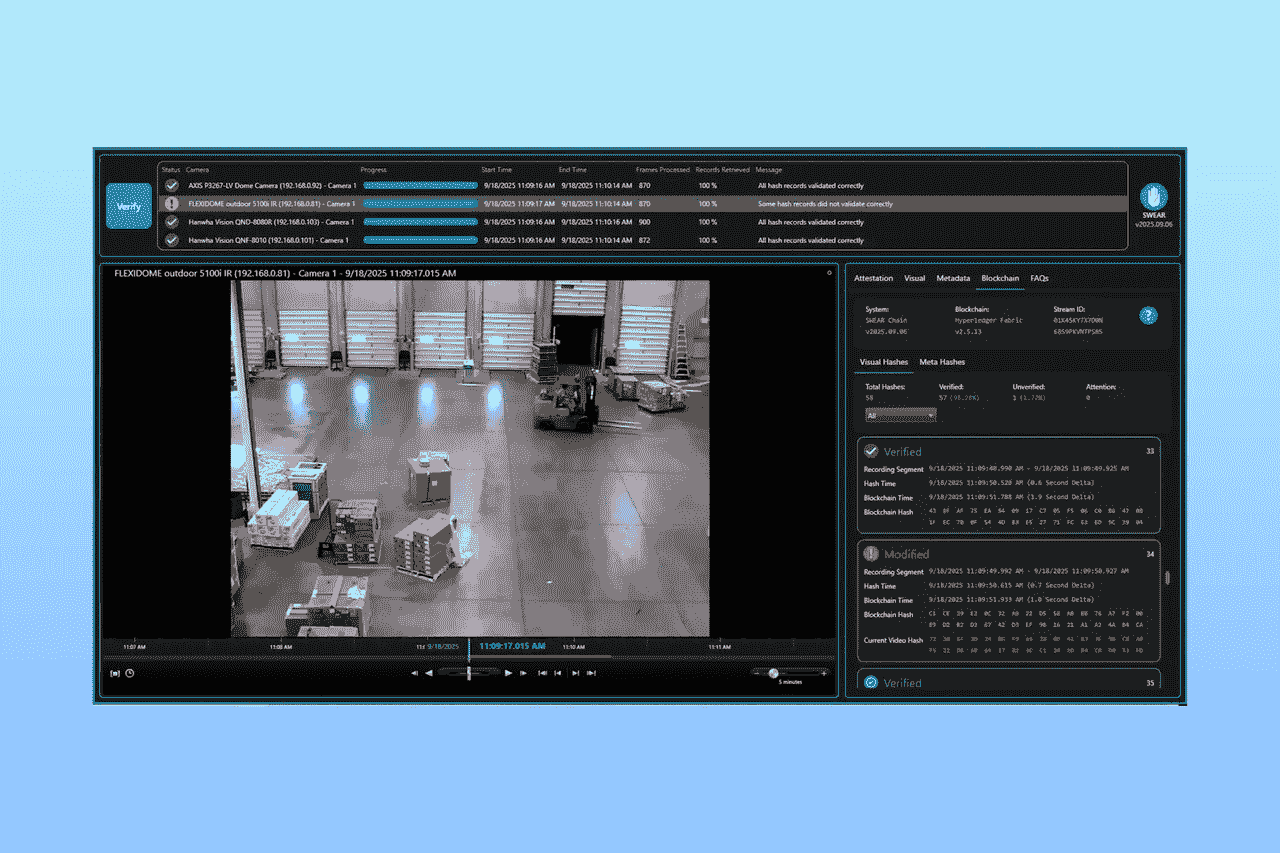 Status Camera Progress Start Time End Time Frames Processed Records Retrieved Message
AXIS P3267-LV Dome Camera (192.168.0.92) - Camera 1 9/18/2025 11:09:16 AM 9/18/2025 11:10:14 AM 870 100 % All hash records validated correctly
FLEXIDOME outdoor 5100i IR (192.168.0.81) - Camera 1 9/18/2025 11:09:17 AM 9/18/2025 11:10:14 AM 870 100 % Some hash records did not validate correctly
Hanwha Vision QND-8080R (192.168.0.103) - Camera 1 9/18/2025 11:09:16 AM 9/18/2025 11:10:14 AM 900 100 % All hash records validated correctly
Hanwha Vision QNF-8010 (192.168.0.101) - Camera 1 9/18/2025 11:09:16 AM 9/18/2025 11:10:14 AM 872 100 % All hash records validated correctly
Verify
SWEAR
v2025.09.06
FLEXIDOME outdoor 5100i IR (192.168.0.81) - Camera 1 - 9/18/2025 11:09:17.015 AM
11:07 AM 11:08 AM 9/18/2025 11:09:17.015 AM 11:10 AM 11:11 AM
5 minutes
Attestation Visual Metadata Blockchain FAQs
System: Blockchain: Stream ID:
SWEAR Chain Hyperledger Fabric
v2025.09.06 v2.5.13
Visual Hashes Meta Hashes
Total Hashes: Verified: Unverified: Attention:
58 57 (98.28%) 1 (1.72%) 0
All
Verified 33
Recording Segment 9/18/2025 11:09:48.990 AM - 9/18/2025 11:09:49.925 AM
Hash Time 9/18/2025 11:09:50.520 AM (0.6 Second Delta)
Blockchain Time 9/18/2025 11:09:51.788 AM (1.9 Second Delta)
Blockchain Hash
Modified 34
Recording Segment 9/18/2025 11:09:49.992 AM - 9/18/2025 11:09:50.927 AM
Hash Time 9/18/2025 11:09:50.615 AM (0.7 Second Delta)
Blockchain Time 9/18/2025 11:09:51.933 AM (1.0 Second Delta)
Blockchain Hash
Current Video Hash
Verified 35